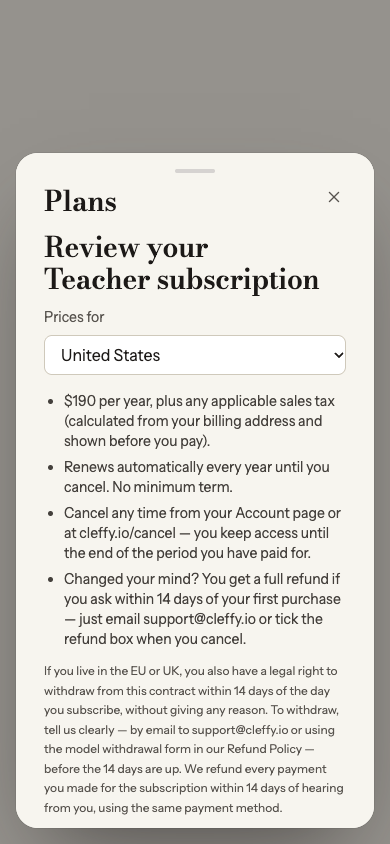 Plans
Review your
Teacher subscription
Prices for
United States
• $190 per year, plus any applicable sales tax
(calculated from your billing address and
shown before you pay).
• Renews automatically every year until you
cancel. No minimum term.
• Cancel any time from your Account page or
at cleffy.io/cancel — you keep access until
the end of the period you have paid for.
• Changed your mind? You get a full refund if
you ask within 14 days of your first purchase
— just email support@cleffy.io or tick the
refund box when you cancel.
If you live in the EU or UK, you also have a legal right to
withdraw from this contract within 14 days of the day
you subscribe, without giving any reason. To withdraw,
tell us clearly — by email to support@cleffy.io or using
the model withdrawal form in our Refund Policy —
before the 14 days are up. We refund every payment
you made for the subscription within 14 days of hearing
from you, using the same payment method.